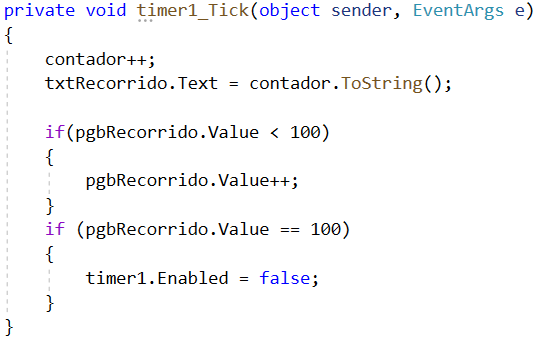 private void timer1_Tick(object sender, EventArgs e)
{
    contador++;
    txtRecorrido.Text = contador.ToString();

    if(pgbRecorrido.Value < 100)
    {
        pgbRecorrido.Value++;
    }
    if (pgbRecorrido.Value == 100)
    {
        timer1.Enabled = false;
    }
}